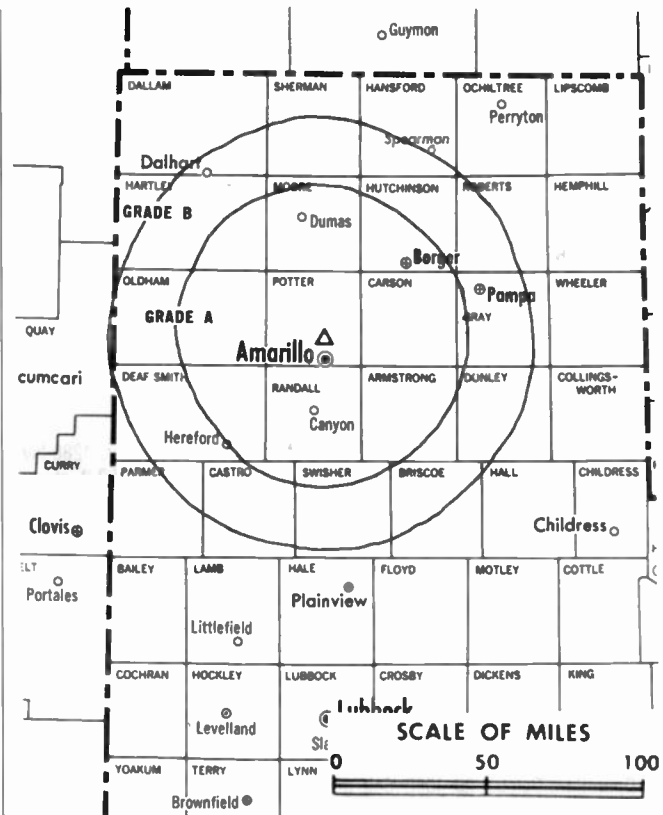 Guymon
DALLAM
SHERMAN
HANSFORD
OCHILTREE
LIPSCOMB
Perryton
Spearman
Dalhart
HARTLEY
MOORE
HUTCHINSON
ROBERTS
HEMPHILL
GRADE B
Dumas
Borger
OLDHAM
POTTER
CARSON
Pampa
WHEELER
GRADE A
GRAY
QUAY
Amarillo
cumcari
DEAF SMITH
RANDALL
ARMSTRONG
DONLEY
COLLINGS-
WORTH
Canyon
Hereford
CURRY
PARMER
CASTRO
SWISHER
BRISCOE
HALL
CHILDRESS
Clovis
Childress
ELT
BAILEY
LAMB
HALE
FLOYD
MOTLEY
COTTLE
Portales
Plainview
Littlefield
COCHRAN
HOCKLEY
LUBBOCK
CROSBY
DICKENS
KING
Lubbock
Levelland
Sla
SCALE OF MILES
0 50 100
YOAKUM
TERRY
LYNN
Brownfield